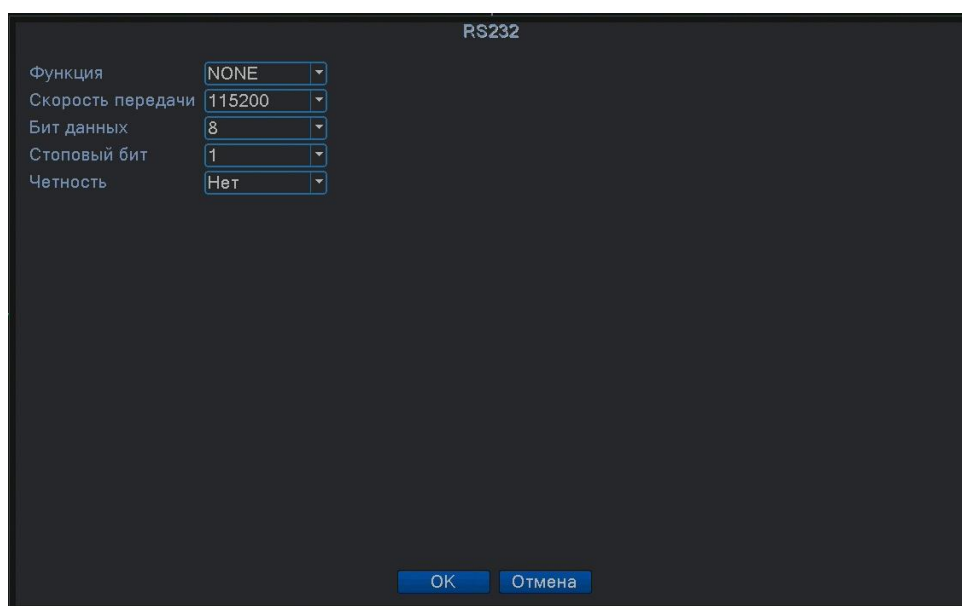 RS232
Функция NONE
Скорость передачи 115200
Бит данных 8
Стоповый бит 1
Четность Нет
OK Отмена